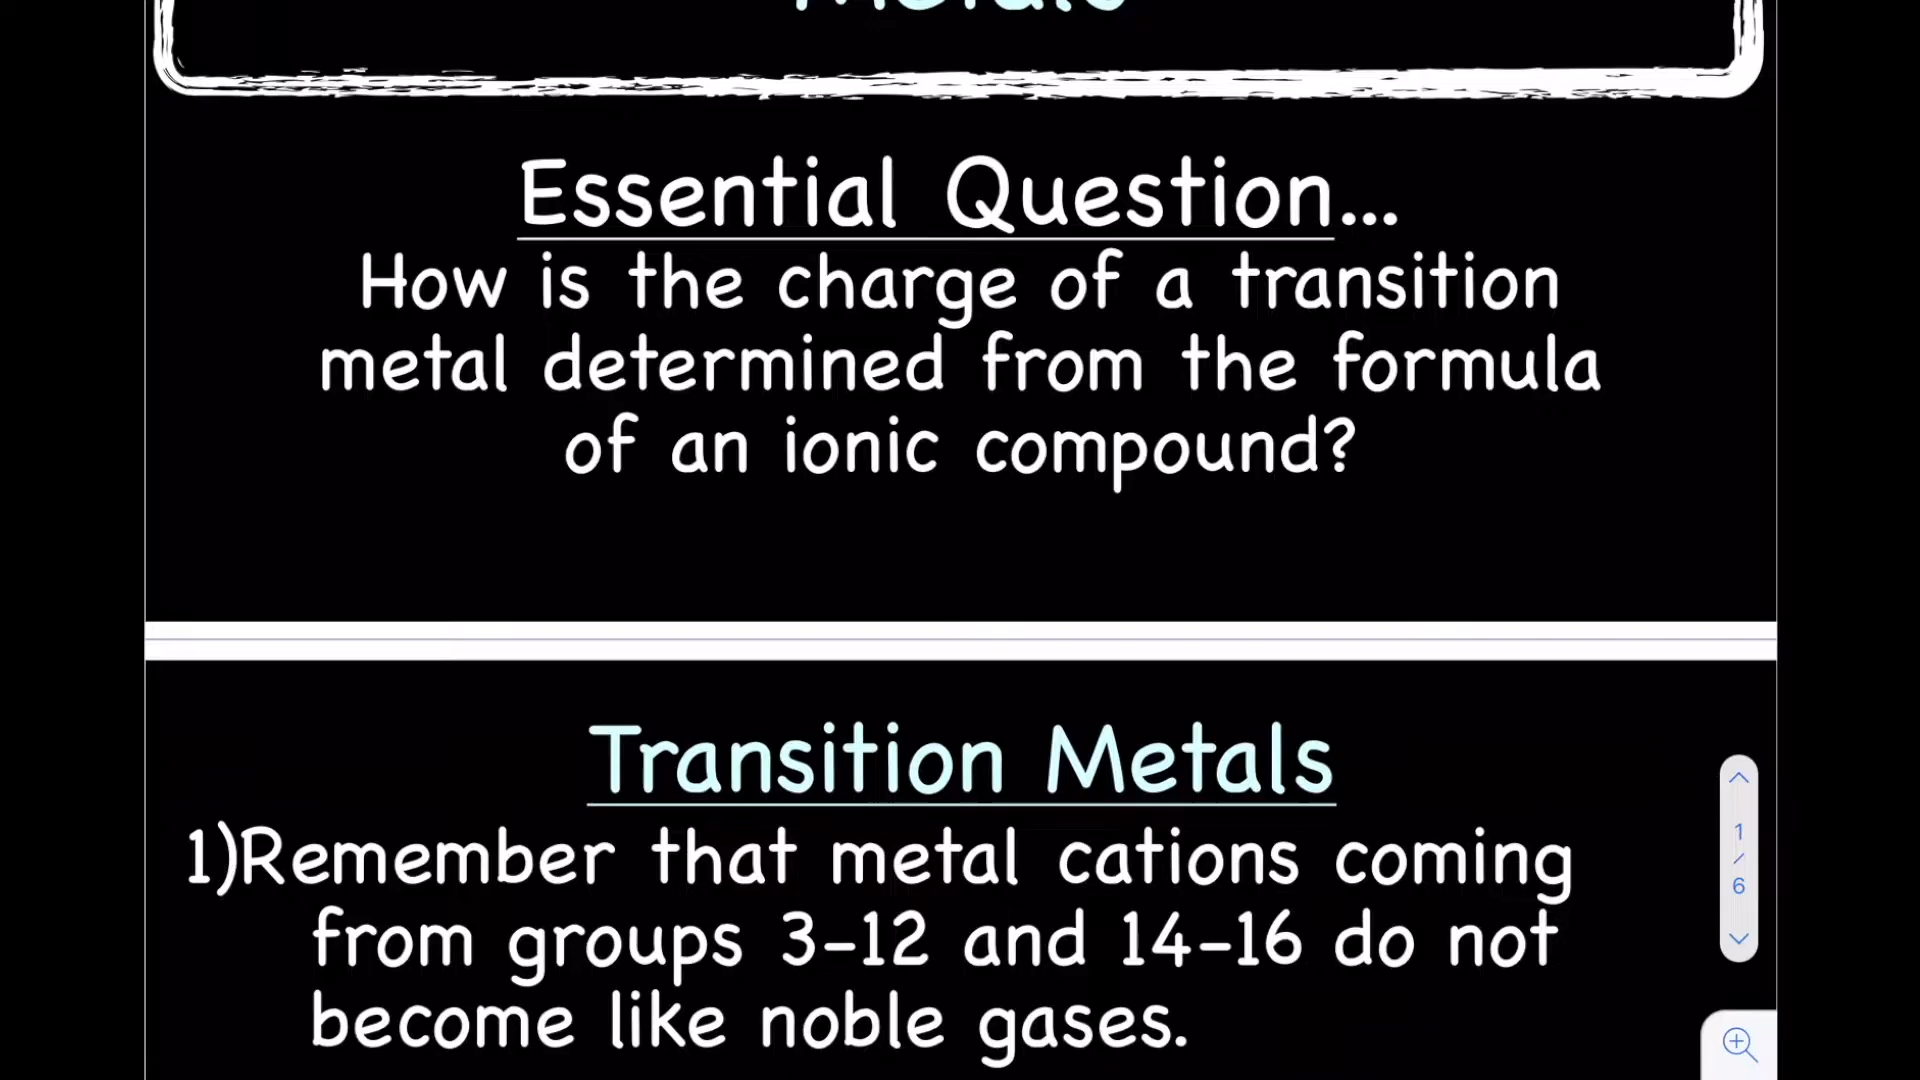 Essential Question...
How is the charge of a transition
metal determined from the formula
of an ionic compound?
Transition Metals
1)Remember that metal cations coming
from groups 3-12 and 14-16 do not
become like noble gases.
1
/
6